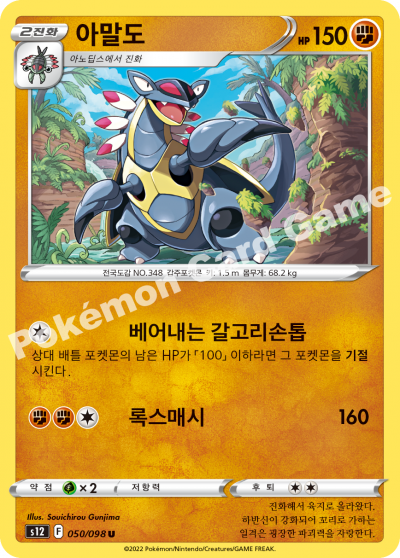 2진화
아말도
HP 150
아노딥스에서 진화
전국도감 NO.348 갑주포켓몬 키: 1.5 m 몸무게: 68.2 kg
Pokémon Card Game
베어내는 갈고리손톱
상대 배틀 포켓몬의 남은 HP가 「100」 이하라면 그 포켓몬을 기절
시킨다.
록스매시 160
약점 ×2 저항력 후퇴
Illus. Souichirou Gunjima
s12 F 050/098 U
진화해서 육지로 올라왔다.
하반신이 강화되어 꼬리로 가하는
일격은 굉장한 파괴력을 자랑한다.
©2022 Pokémon/Nintendo/Creatures/GAME FREAK.